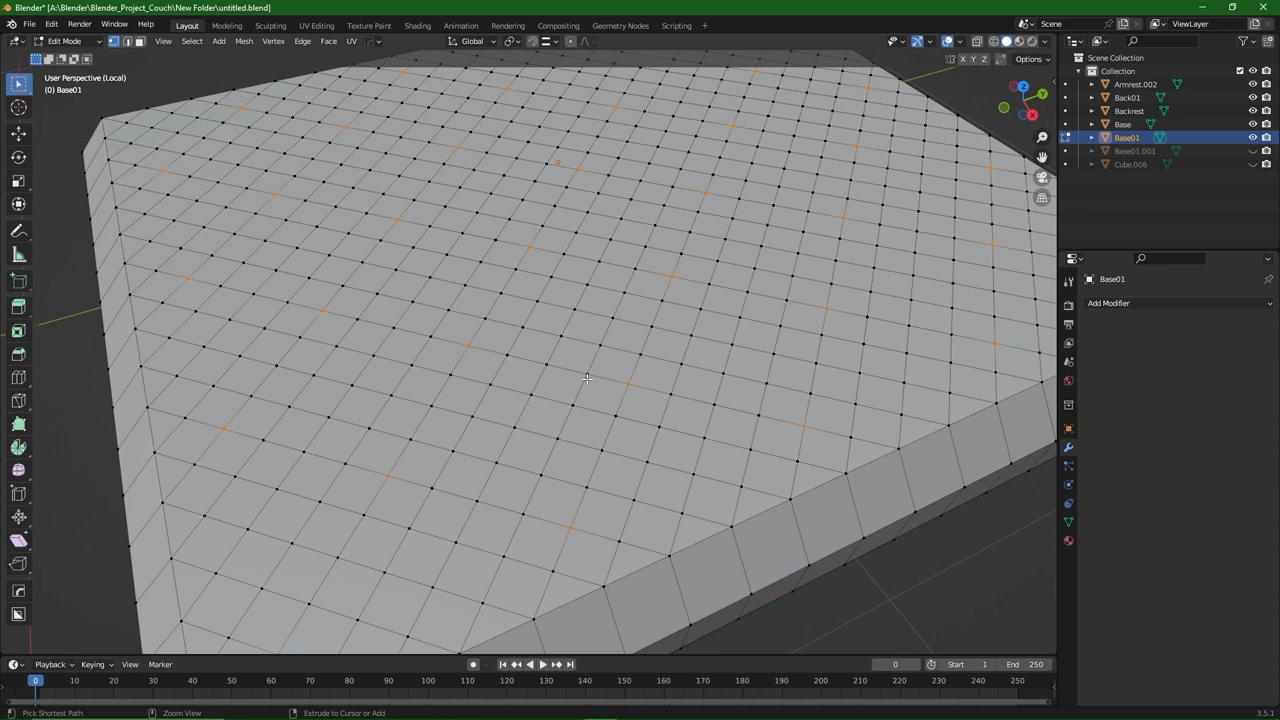 Blender* [A:\Blender_Project_Couch\New Folder\untitled.blend]
File Edit Render Window Help Layout Modeling Sculpting UV Editing Texture Paint Shading Animation Rendering Compositing Geometry Nodes Scripting + Scene ViewLayer
Edit Mode View Select Add Mesh Vertex Edge Face UV Global
X Y Z Options
User Perspective (Local)
(0) Base01
Z Y X
Scene Collection
Collection
Armrest.002
Back01
Backrest
Base
Base01
Base01.001
Cube.006
Base01
Add Modifier
Playback Keying View Marker 0 Start 1 End 250
0 10 20 30 40 50 60 70 80 90 100 110 120 130 140 150 160 170 180 190 200 210 220 230 240 250
Pick Shortest Path Zoom View Extrude to Cursor or Add 3.5.1